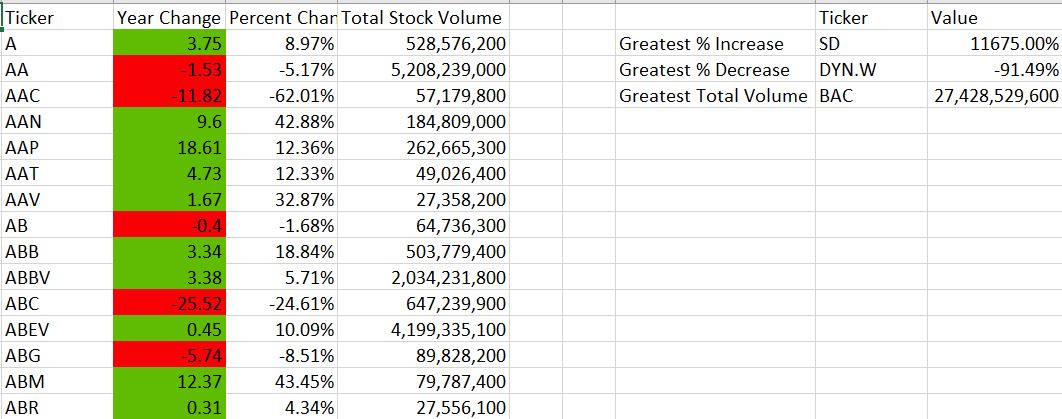 Ticker Year Change Percent Chan Total Stock Volume Ticker Value
A 3.75 8.97% 528,576,200 Greatest % Increase SD 11675.00%
AA -1.53 -5.17% 5,208,239,000 Greatest % Decrease DYN.W -91.49%
AAC -11.82 -62.01% 57,179,800 Greatest Total Volume BAC 27,428,529,600
AAN 9.6 42.88% 184,809,000
AAP 18.61 12.36% 262,665,300
AAT 4.73 12.33% 49,026,400
AAV 1.67 32.87% 27,358,200
AB -0.4 -1.68% 64,736,300
ABB 3.34 18.84% 503,779,400
ABBV 3.38 5.71% 2,034,231,800
ABC -25.52 -24.61% 647,239,900
ABEV 0.45 10.09% 4,199,335,100
ABG -5.74 -8.51% 89,828,200
ABM 12.37 43.45% 79,787,400
ABR 0.31 4.34% 27,556,100